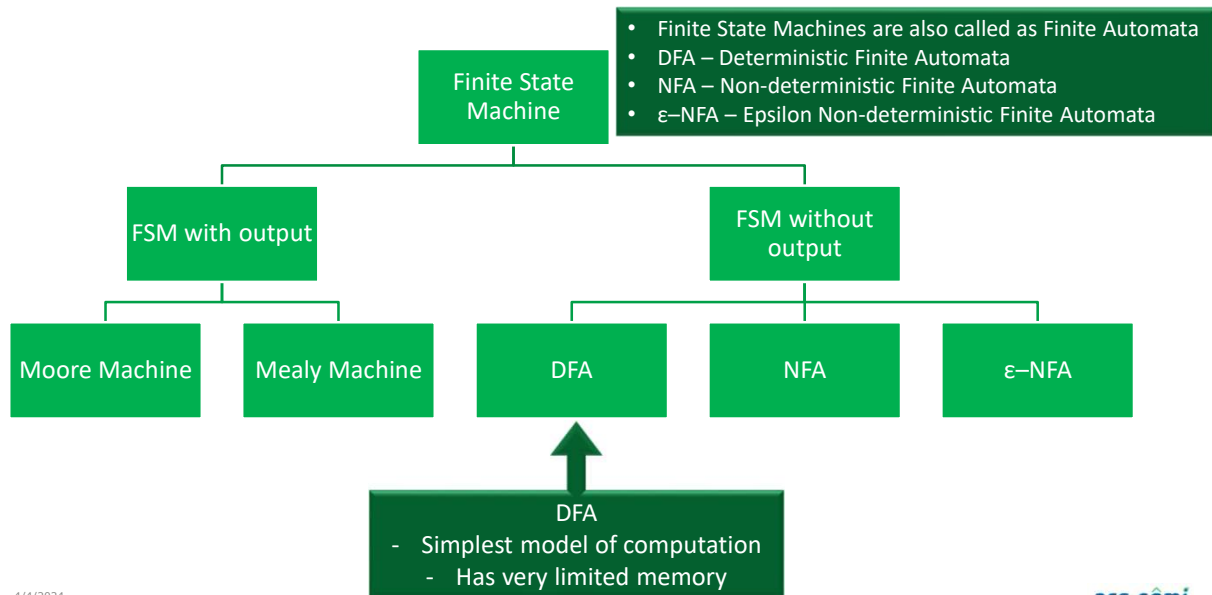 Finite State
Machine
• Finite State Machines are also called as Finite Automata
• DFA – Deterministic Finite Automata
• NFA – Non-deterministic Finite Automata
• ε–NFA – Epsilon Non-deterministic Finite Automata
FSM with output
FSM without
output
Moore Machine
Mealy Machine
DFA
NFA
ε–NFA
DFA
- Simplest model of computation
- Has very limited memory